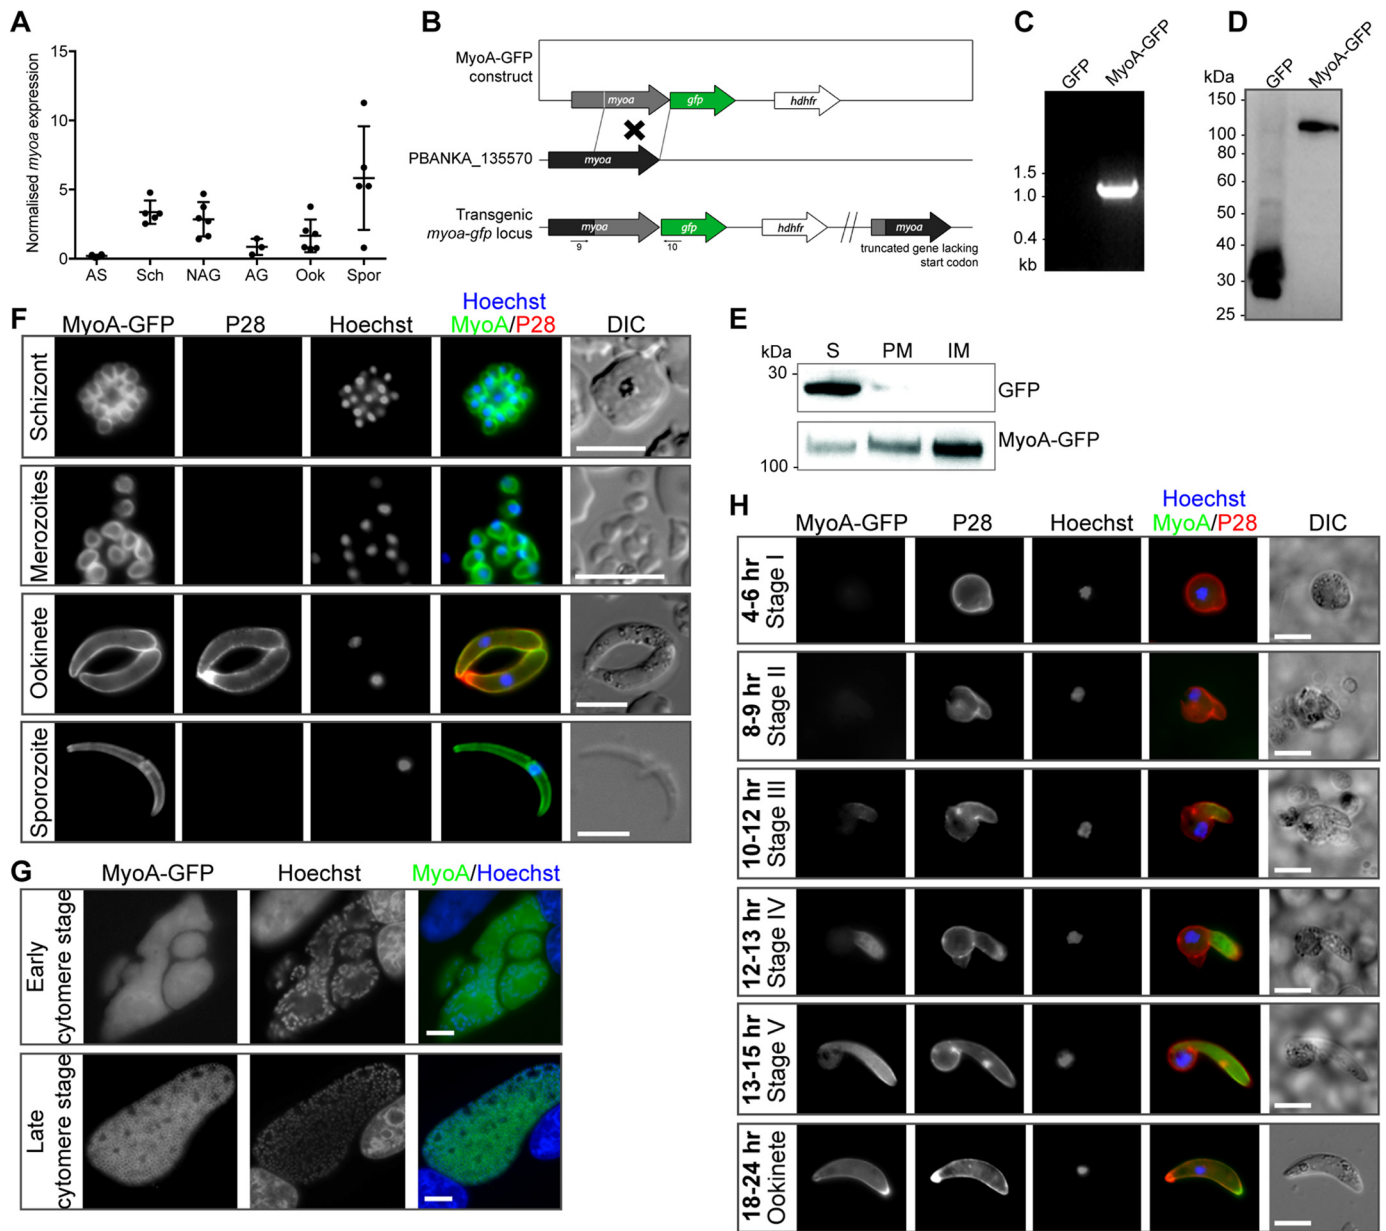 A
Normalised myoa expression
15
10
5
0
AS Sch NAG AG Ook Spor
B
MyoA-GFP
construct
myoa gfp hdhfr
PBANKA_135570
myoa
Transgenic
myoa-gfp locus
myoa gfp hdhfr myoa
9 10
truncated gene lacking
start codon
C
GFP MyoA-GFP
1.5
1.0
0.4
kb
D
GFP MyoA-GFP
kDa
150
100
80
60
50
40
30
25
E
kDa S PM IM
30
GFP
MyoA-GFP
100
F
Hoechst
MyoA-GFP P28 Hoechst MyoA/P28 DIC
Schizont
Merozoites
Ookinete
Sporozoite
G
MyoA-GFP Hoechst MyoA/Hoechst
Early
cytomere stage
Late
cytomere stage
H
Hoechst
MyoA-GFP P28 Hoechst MyoA/P28 DIC
4-6 hr
Stage I
8-9 hr
Stage II
10-12 hr
Stage III
12-13 hr
Stage IV
13-15 hr
Stage V
18-24 hr
Ookinete